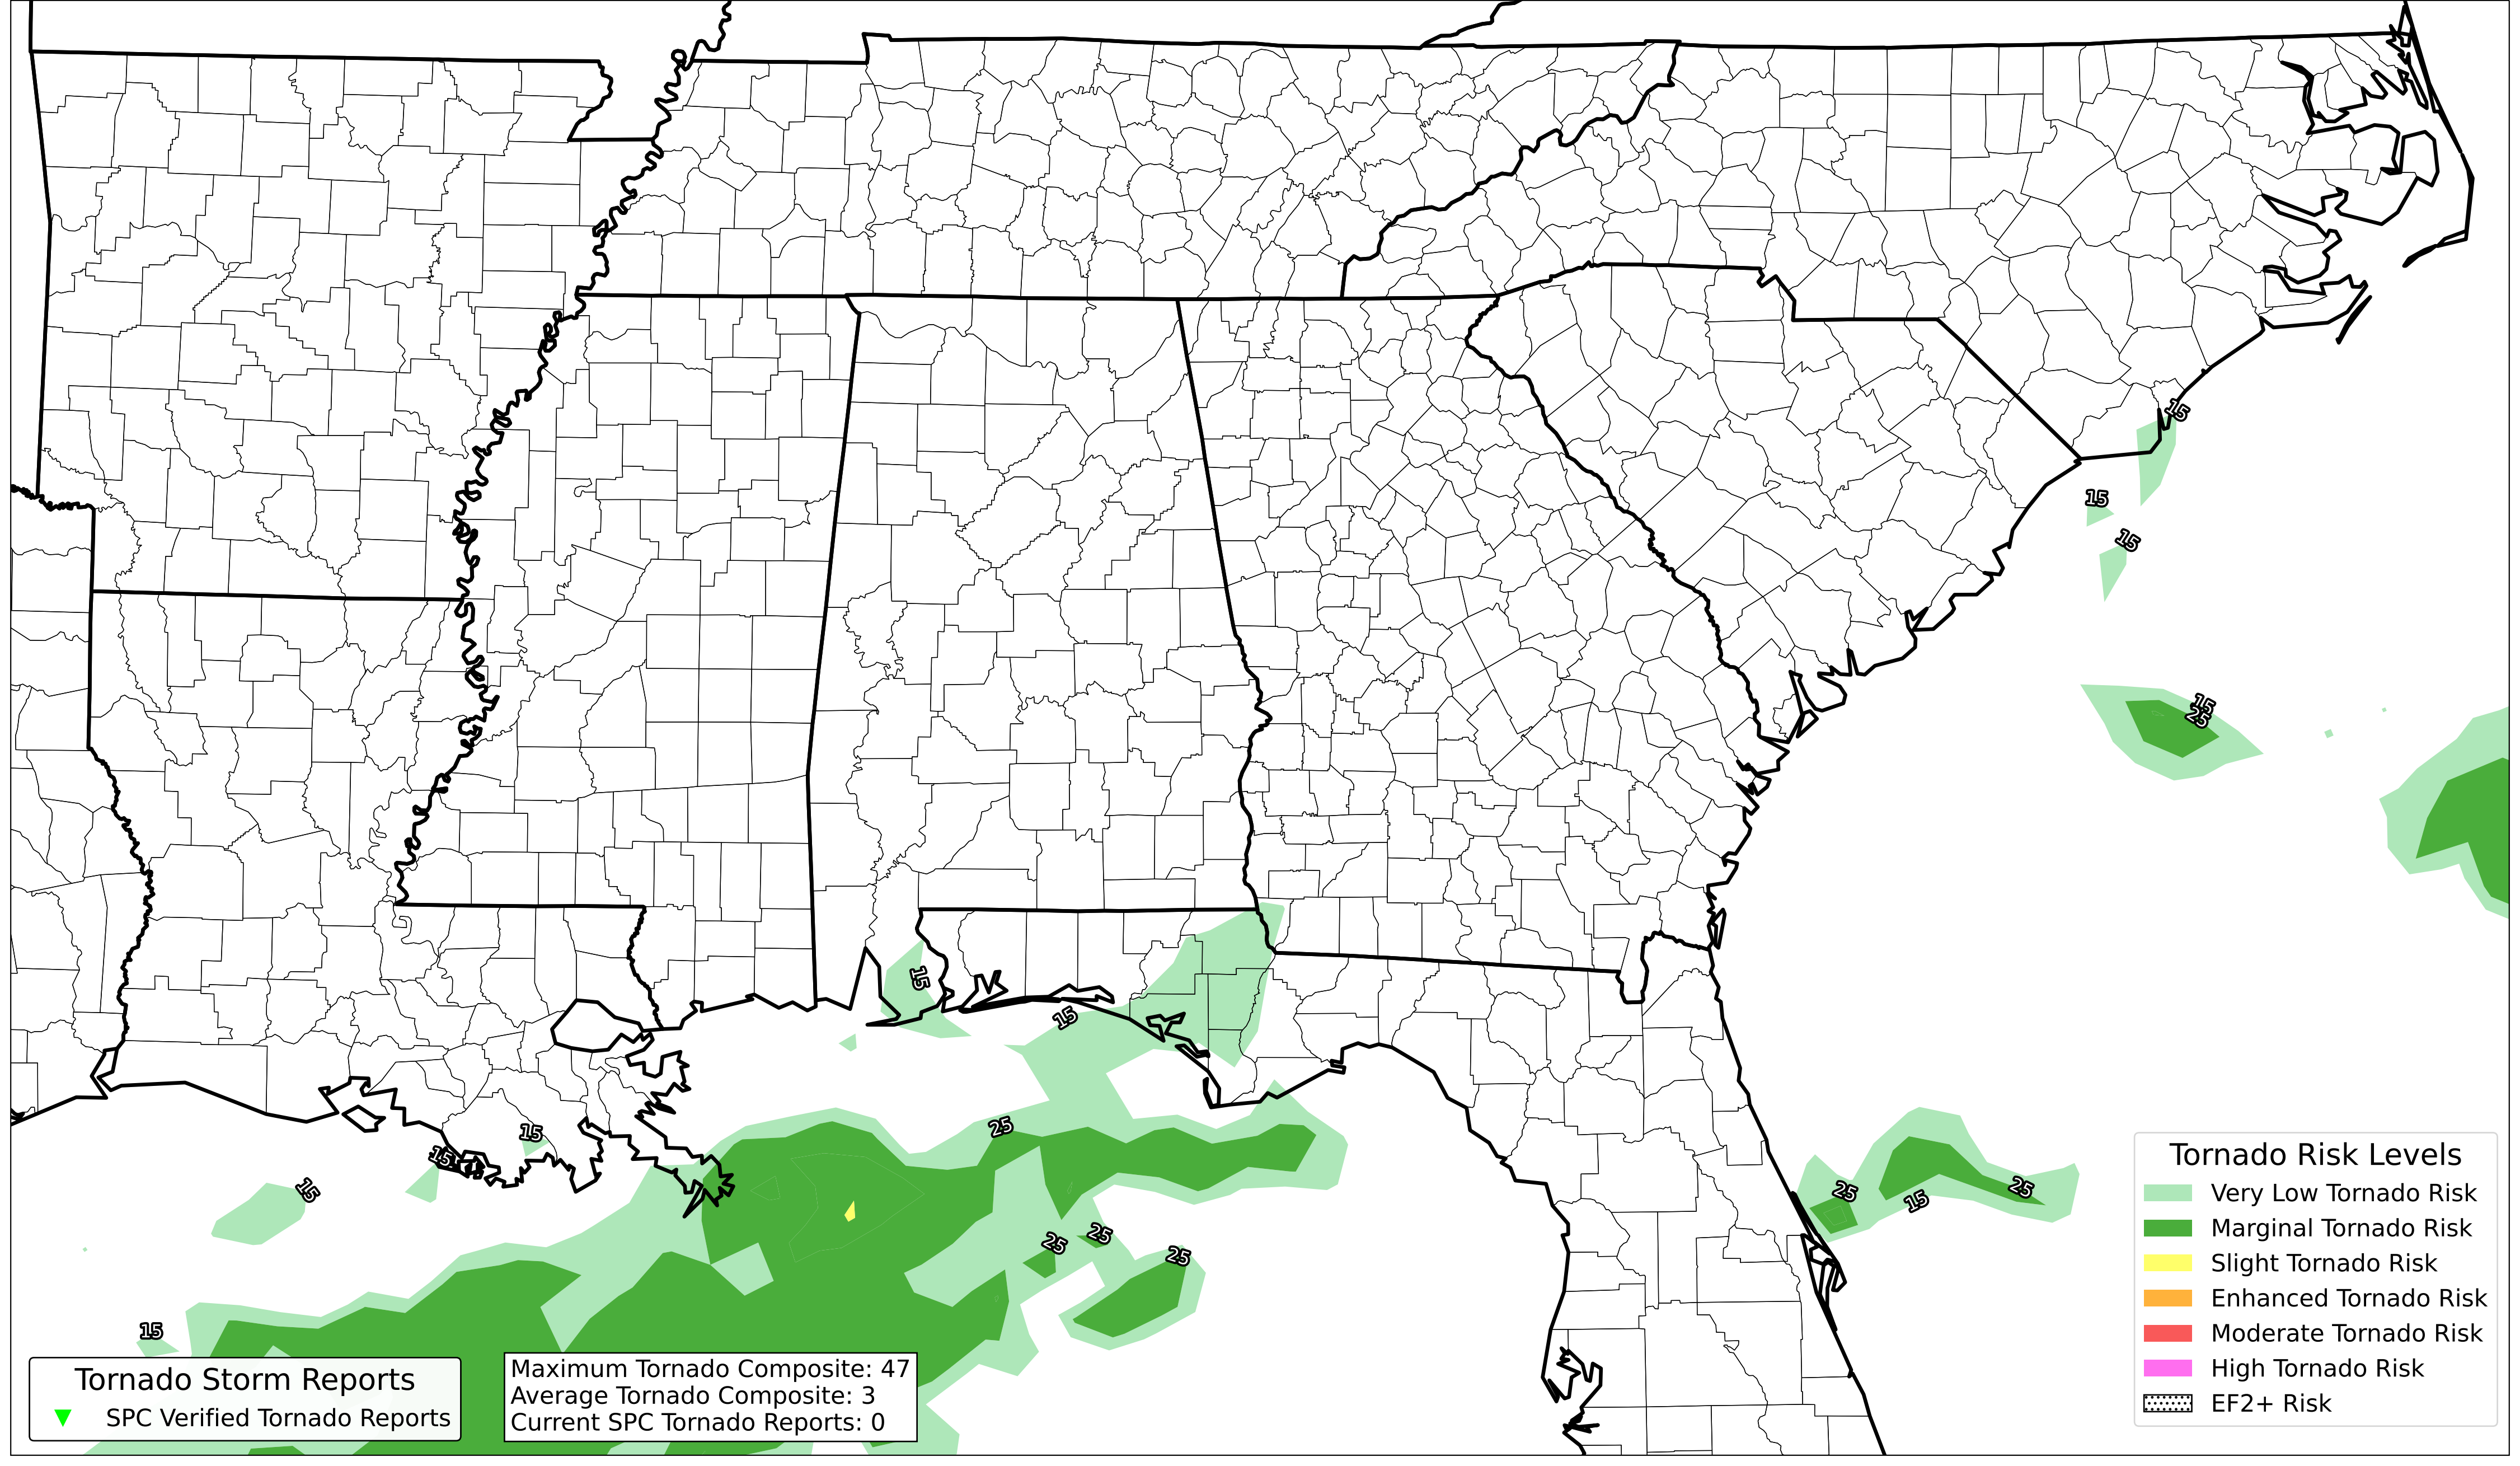 15
15
15
15
25
15
15
25
15
15
15
25
25
15
25
25
25
25
15
Tornado Risk Levels
Very Low Tornado Risk
Marginal Tornado Risk
Slight Tornado Risk
Enhanced Tornado Risk
Moderate Tornado Risk
High Tornado Risk
EF2+ Risk
Tornado Storm Reports
SPC Verified Tornado Reports
Maximum Tornado Composite: 47
Average Tornado Composite: 3
Current SPC Tornado Reports: 0